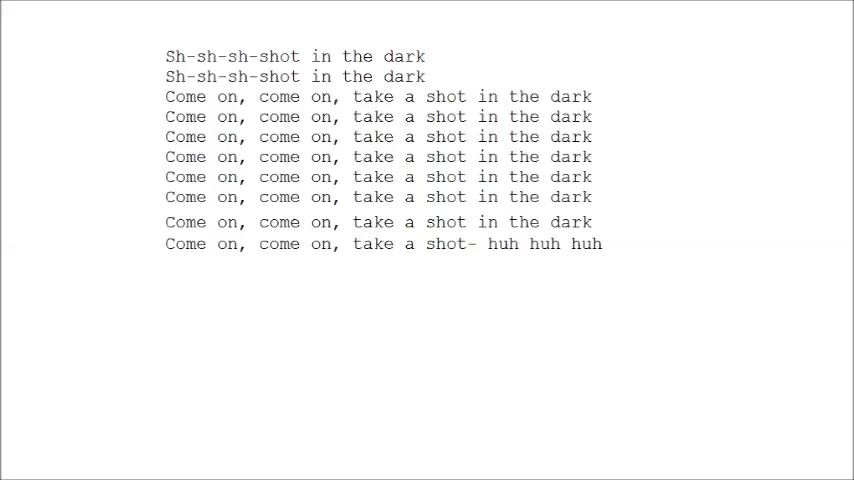 Sh-sh-sh-shot in the dark
Sh-sh-sh-shot in the dark
Come on, come on, take a shot in the dark
Come on, come on, take a shot in the dark
Come on, come on, take a shot in the dark
Come on, come on, take a shot in the dark
Come on, come on, take a shot in the dark
Come on, come on, take a shot in the dark
Come on, come on, take a shot in the dark
Come on, come on, take a shot- huh huh huh